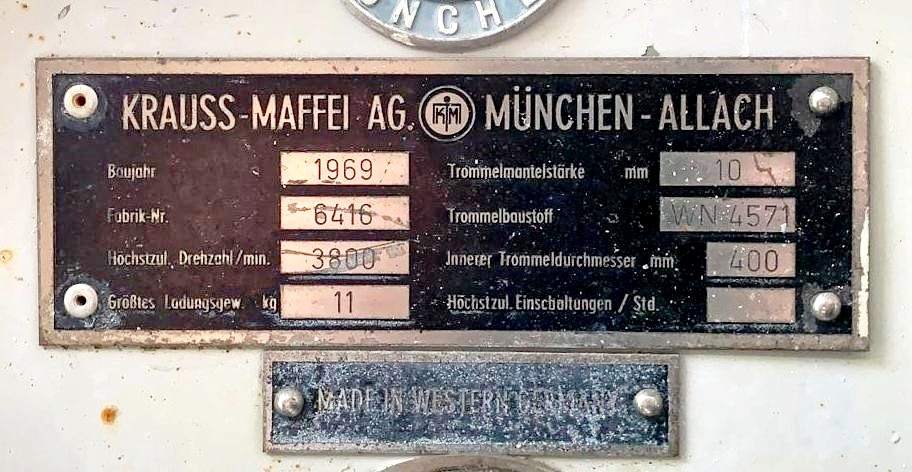 ÜNCHE
KRAUSS-MAFFEI AG. KM MÜNCHEN-ALLACH
Baujahr 1969 Trommelmantelstärke mm 10
Fabrik-Nr. 6416 Trommelbaustoff WN 4571
Höchstzul. Drehzahl/min. 3800 Innerer Trommeldurchmesser mm 400
Größtes Ladungsgew. kg 11 Höchstzul. Einschaltungen / Std.
MADE IN WESTERN GERMANY